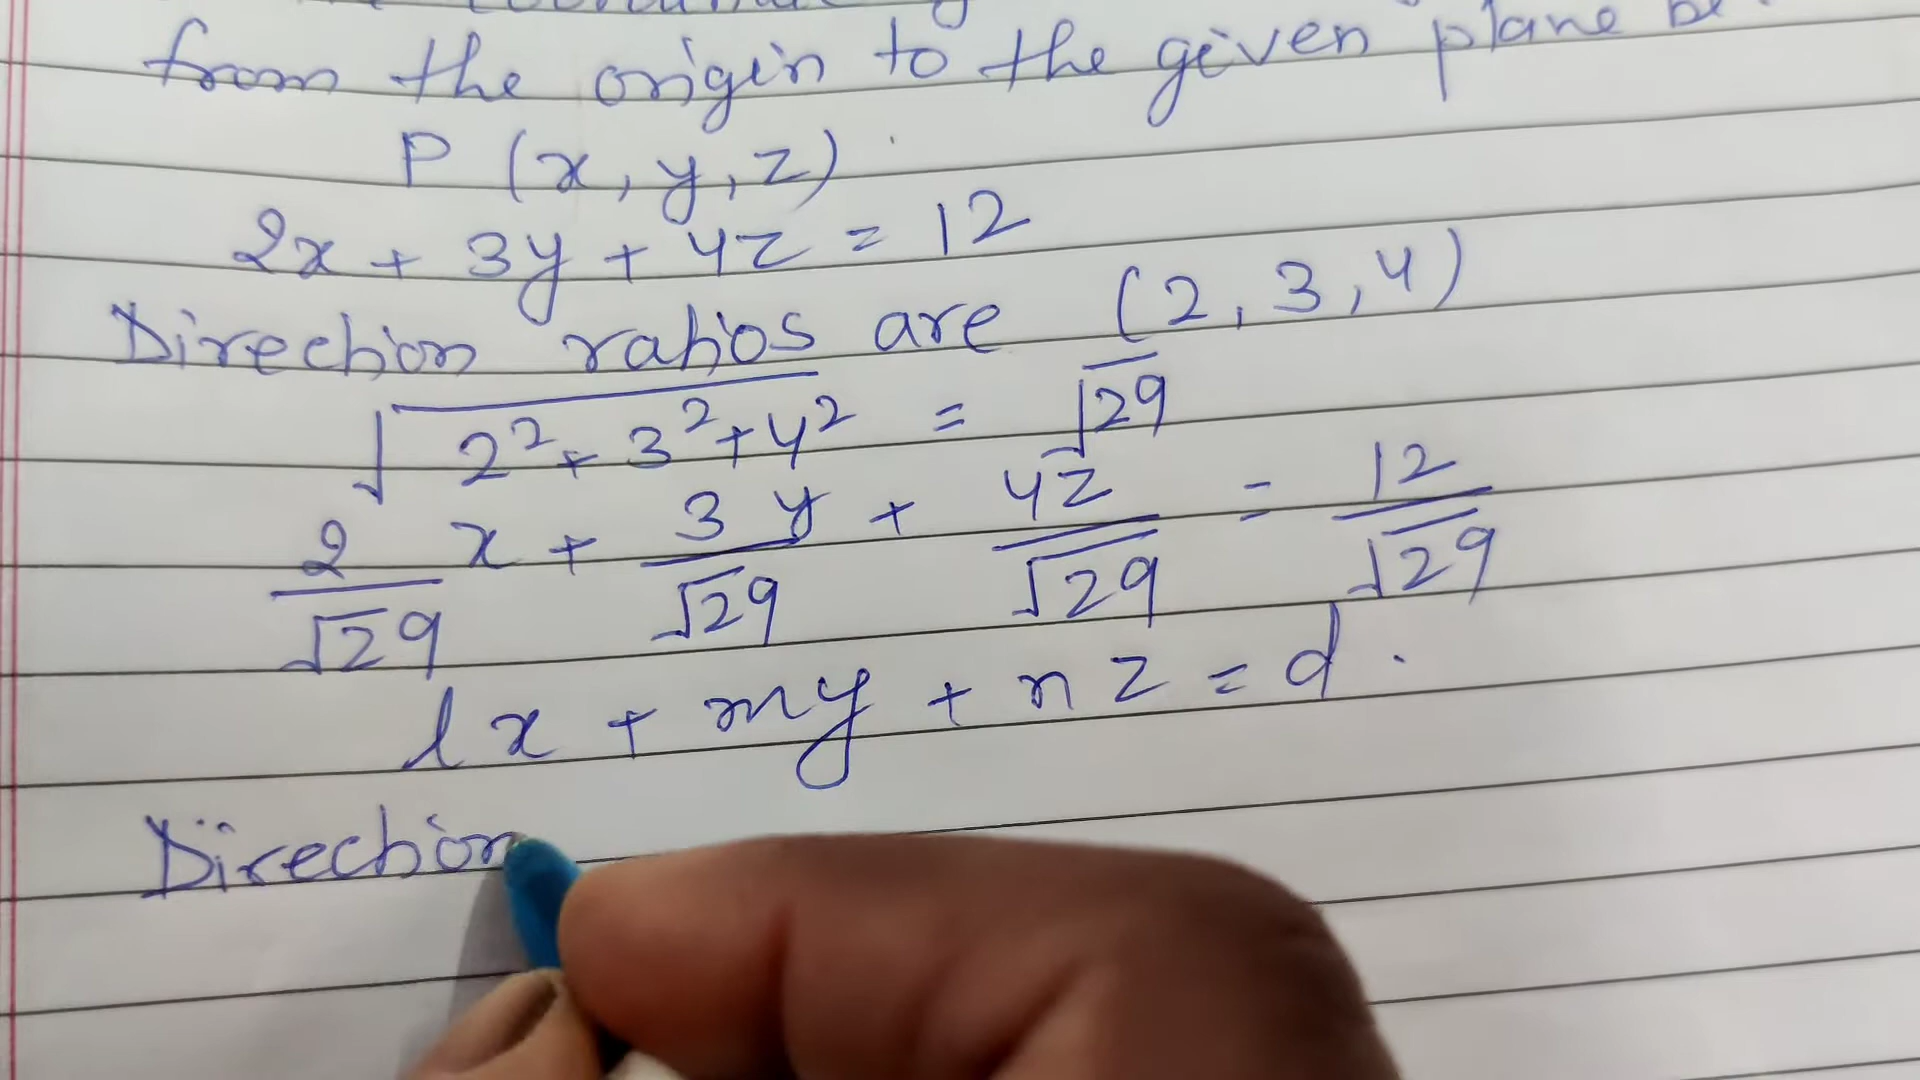 from the origin to the given plane be
P (x, y, z)
2x + 3y + 4z = 12
Direction ratios are (2, 3, 4)
√(2² + 3² + 4²) = √29
2/√29 x + 3y/√29 + 4z/√29 = 12/√29
lx + my + nz = d.
Direction